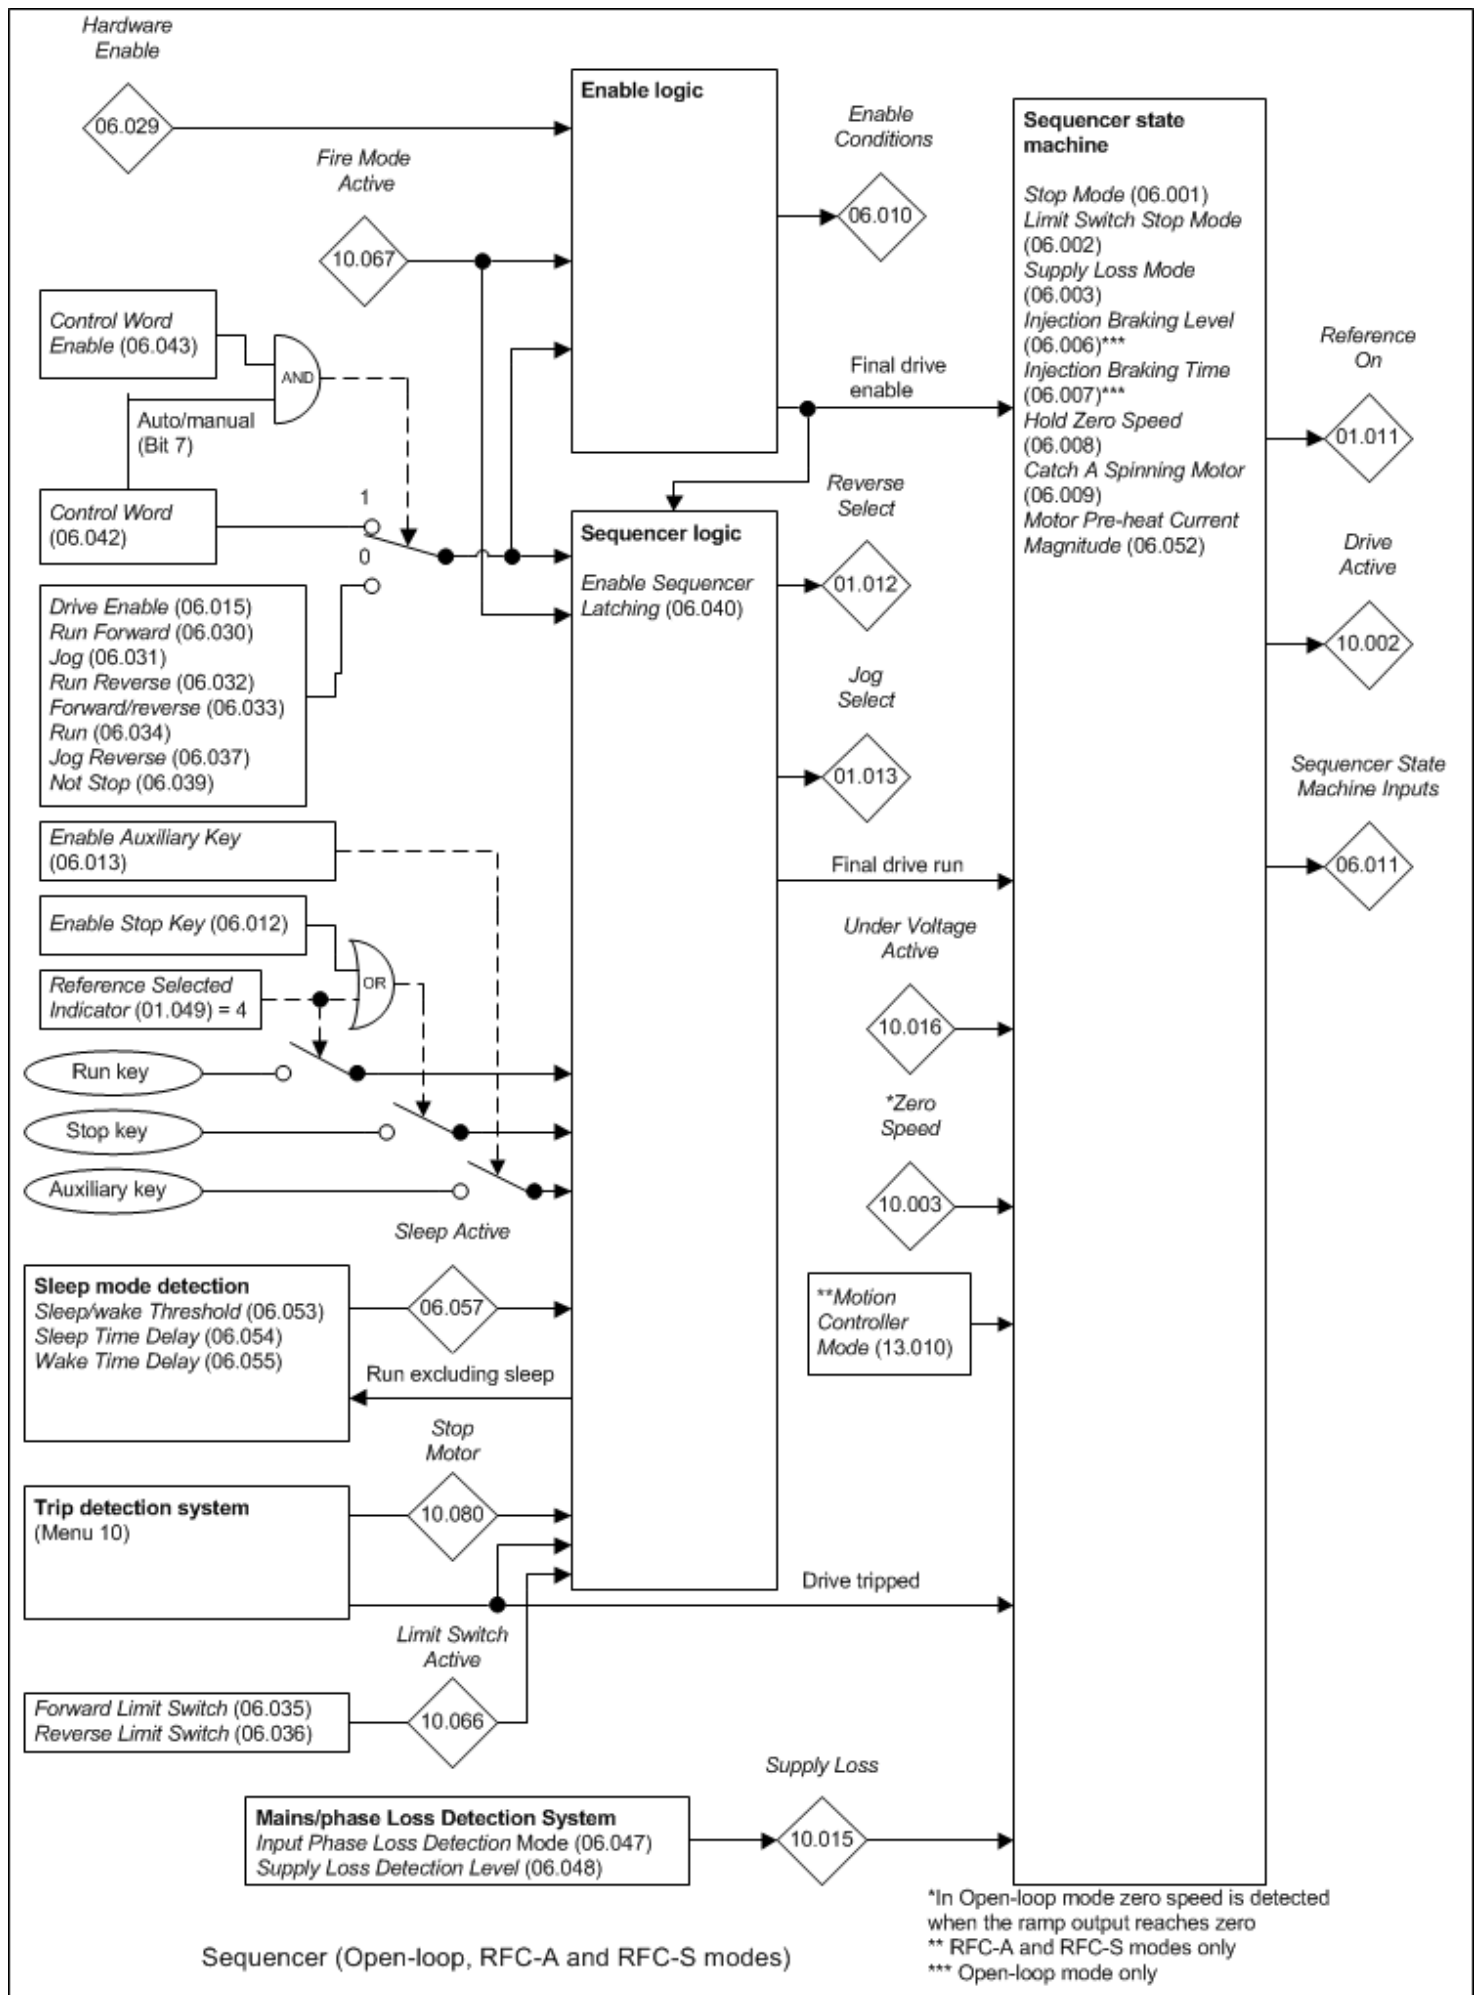 Hardware
Enable
06.029
Fire Mode
Active
10.067
Control Word
Enable (06.043)
AND
Auto/manual
(Bit 7)
Control Word
(06.042)
1
0
Drive Enable (06.015)
Run Forward (06.030)
Jog (06.031)
Run Reverse (06.032)
Forward/reverse (06.033)
Run (06.034)
Jog Reverse (06.037)
Not Stop (06.039)
Enable Auxiliary Key
(06.013)
Enable Stop Key (06.012)
Reference Selected
Indicator (01.049) = 4
OR
Run key
Stop key
Auxiliary key
Sleep Active
Sleep mode detection
Sleep/wake Threshold (06.053)
Sleep Time Delay (06.054)
Wake Time Delay (06.055)
06.057
Run excluding sleep
Stop
Motor
Trip detection system
(Menu 10)
10.080
Drive tripped
Limit Switch
Active
Forward Limit Switch (06.035)
Reverse Limit Switch (06.036)
10.066
Enable logic
Enable
Conditions
06.010
Final drive
enable
Sequencer logic
Enable Sequencer
Latching (06.040)
Reverse
Select
01.012
Jog
Select
01.013
Final drive run
Under Voltage
Active
10.016
*Zero
Speed
10.003
**Motion
Controller
Mode (13.010)
Supply Loss
Mains/phase Loss Detection System
Input Phase Loss Detection Mode (06.047)
Supply Loss Detection Level (06.048)
10.015
Sequencer state
machine
Stop Mode (06.001)
Limit Switch Stop Mode
(06.002)
Supply Loss Mode
(06.003)
Injection Braking Level
(06.006)***
Injection Braking Time
(06.007)***
Hold Zero Speed
(06.008)
Catch A Spinning Motor
(06.009)
Motor Pre-heat Current
Magnitude (06.052)
Reference
On
01.011
Drive
Active
10.002
Sequencer State
Machine Inputs
06.011
*In Open-loop mode zero speed is detected
when the ramp output reaches zero
** RFC-A and RFC-S modes only
*** Open-loop mode only
Sequencer (Open-loop, RFC-A and RFC-S modes)